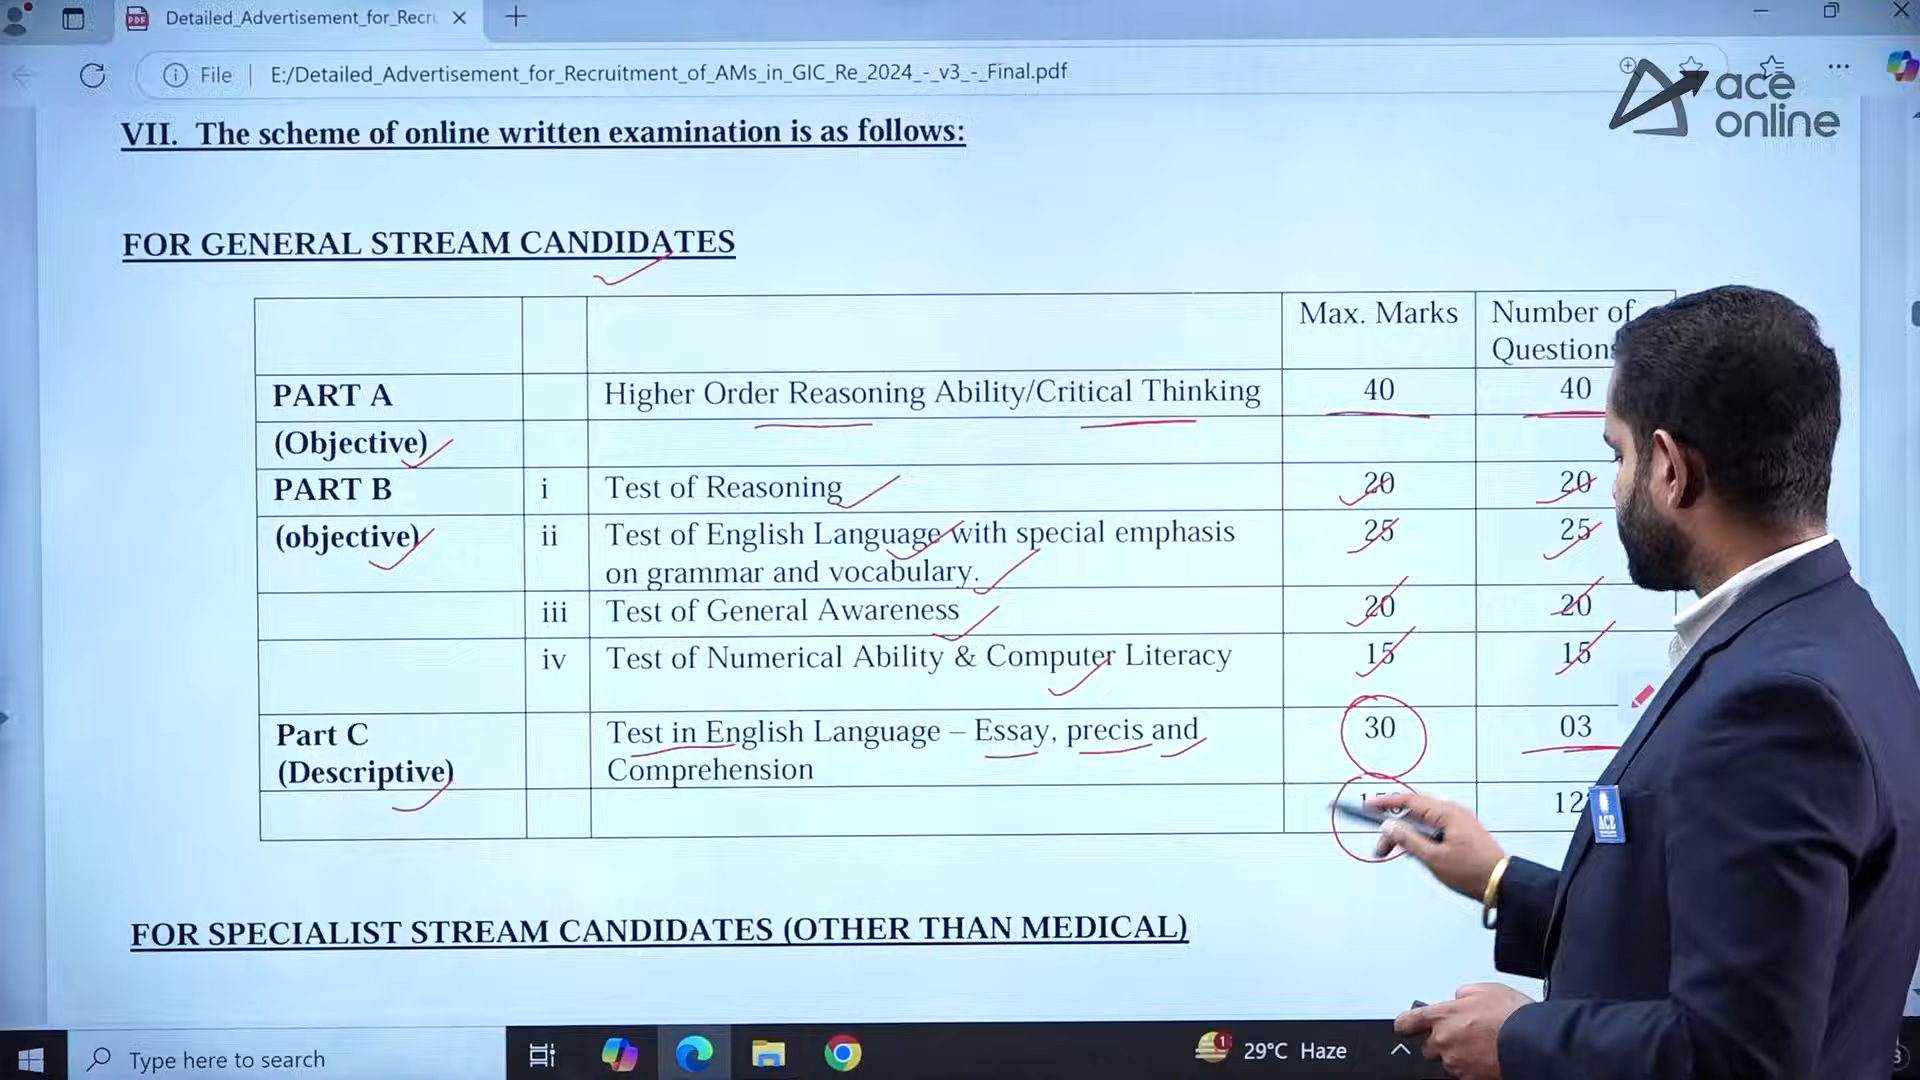 Detailed_Advertisement_for_Recr
File | E:/Detailed_Advertisement_for_Recruitment_of_AMs_in_GIC_Re_2024_-_v3_-_Final.pdf
ace
online
VII. The scheme of online written examination is as follows:
FOR GENERAL STREAM CANDIDATES
Max. Marks Number of
Questions
PART A Higher Order Reasoning Ability/Critical Thinking 40 40
(Objective)
PART B i Test of Reasoning 20 20
(objective) ii Test of English Language with special emphasis 25 25
on grammar and vocabulary.
iii Test of General Awareness 20 20
iv Test of Numerical Ability & Computer Literacy 15 15
Part C Test in English Language – Essay, precis and 30 03
(Descriptive) Comprehension
ACE
FOR SPECIALIST STREAM CANDIDATES (OTHER THAN MEDICAL)
Type here to search
29°C Haze